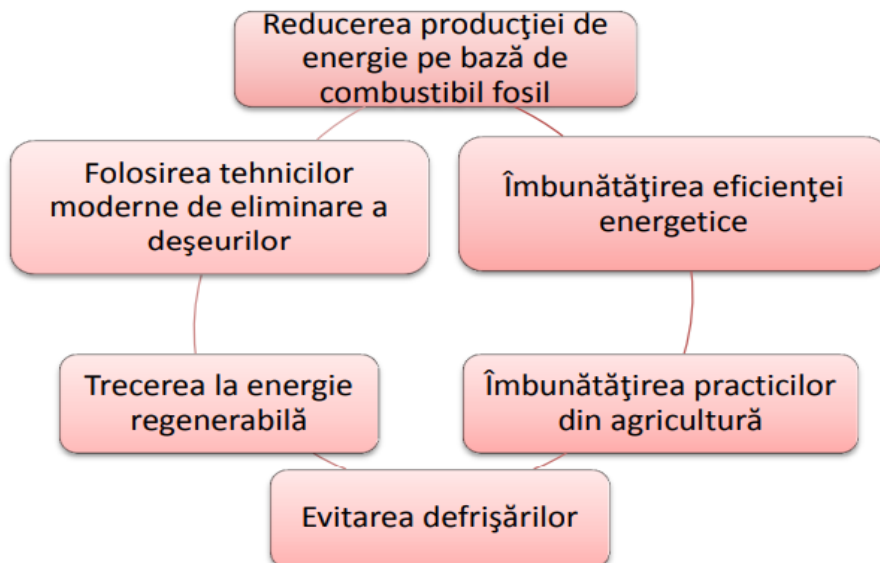 Reducerea producţiei de
energie pe bază de
combustibil fosil
Îmbunătăţirea eficienţei
energetice
Îmbunătăţirea practicilor
din agricultură
Evitarea defrişărilor
Trecerea la energie
regenerabilă
Folosirea tehnicilor
moderne de eliminare a
deşeurilor